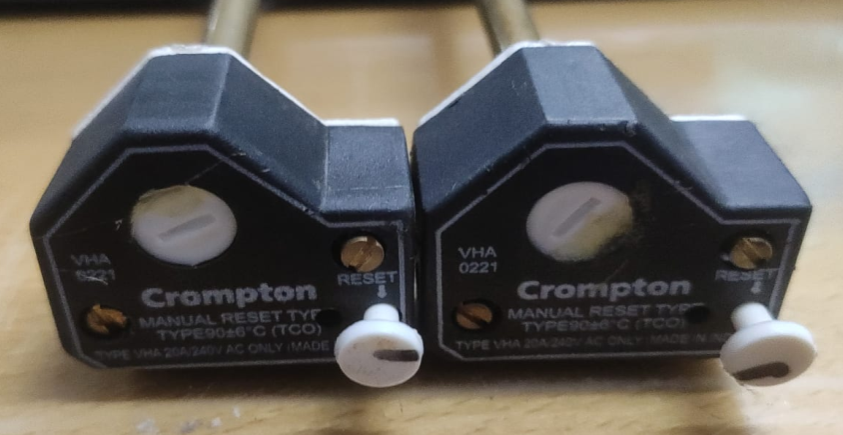 VHA
0221
RESET
Crompton
MANUAL RESET TYP
TYPE90±6°C (TCO)
TYPE VHA 20A/240V AC ONLY (MADE
VHA
0221
RESET
Crompton
MANUAL RESET TYPE
TYPE90±6°C (TCO)
TYPE VHA 20A/240V AC ONLY (MADE IN IN